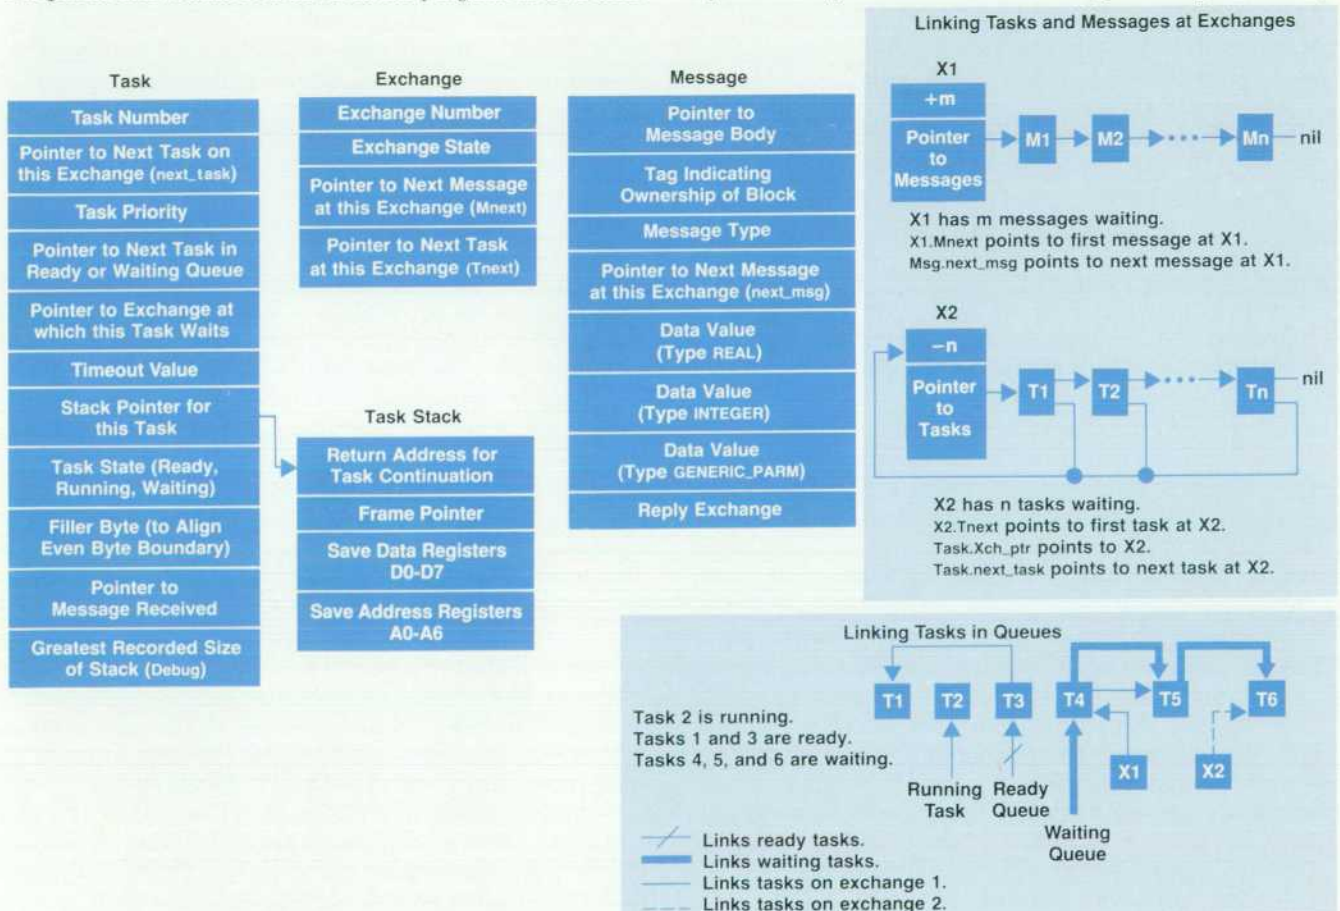 Task
Task Number
Pointer to Next Task on
this Exchange (next_task)
Task Priority
Pointer to Next Task in
Ready or Waiting Queue
Pointer to Exchange at
which this Task Waits
Timeout Value
Stack Pointer for
this Task
Task State (Ready,
Running, Waiting)
Filler Byte (to Align
Even Byte Boundary)
Pointer to
Message Received
Greatest Recorded Size
of Stack (Debug)
Exchange
Exchange Number
Exchange State
Pointer to Next Message
at this Exchange (Mnext)
Pointer to Next Task
at this Exchange (Tnext)
Task Stack
Return Address for
Task Continuation
Frame Pointer
Save Data Registers
D0-D7
Save Address Registers
A0-A6
Message
Pointer to
Message Body
Tag Indicating
Ownership of Block
Message Type
Pointer to Next Message
at this Exchange (next_msg)
Data Value
(Type REAL)
Data Value
(Type INTEGER)
Data Value
(Type GENERIC_PARM)
Reply Exchange
Linking Tasks and Messages at Exchanges
X1
+m
Pointer
to
Messages
M1 M2 Mn nil
X1 has m messages waiting.
X1.Mnext points to first message at X1.
Msg.next_msg points to next message at X1.
X2
−n
Pointer
to
Tasks
T1 T2 Tn nil
X2 has n tasks waiting.
X2.Tnext points to first task at X2.
Task.Xch_ptr points to X2.
Task.next_task points to next task at X2.
Linking Tasks in Queues
T1 T2 T3 T4 T5 T6
Task 2 is running.
Tasks 1 and 3 are ready.
Tasks 4, 5, and 6 are waiting.
X1 X2
Running
Task
Ready
Queue
Waiting
Queue
Links ready tasks.
Links waiting tasks.
Links tasks on exchange 1.
Links tasks on exchange 2.